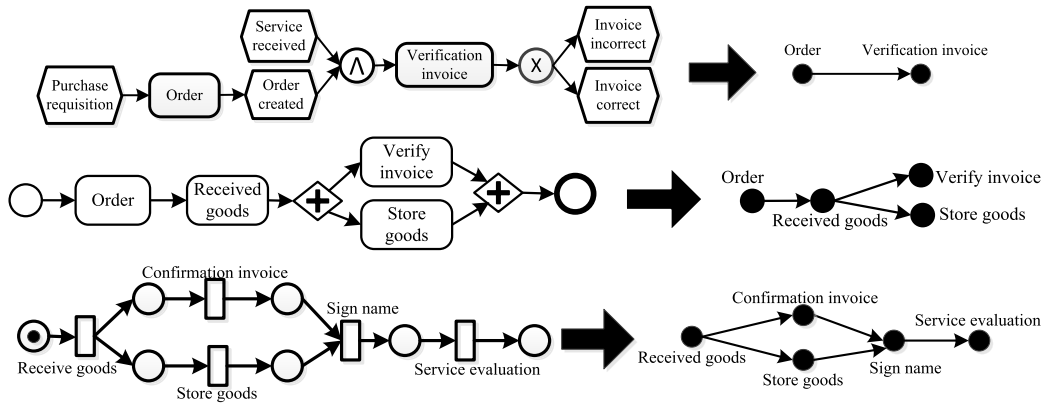 Service
received
Invoice
incorrect
Purchase
requisition
Order
Order
created
Λ
Verification
invoice
X
Invoice
correct
Order
Verification invoice
Order
Received
goods
Verify
invoice
Store
goods
Order
Received goods
Verify invoice
Store goods
Confirmation invoice
Receive goods
Store goods
Sign name
Service evaluation
Confirmation invoice
Received goods
Store goods
Sign name
Service evaluation